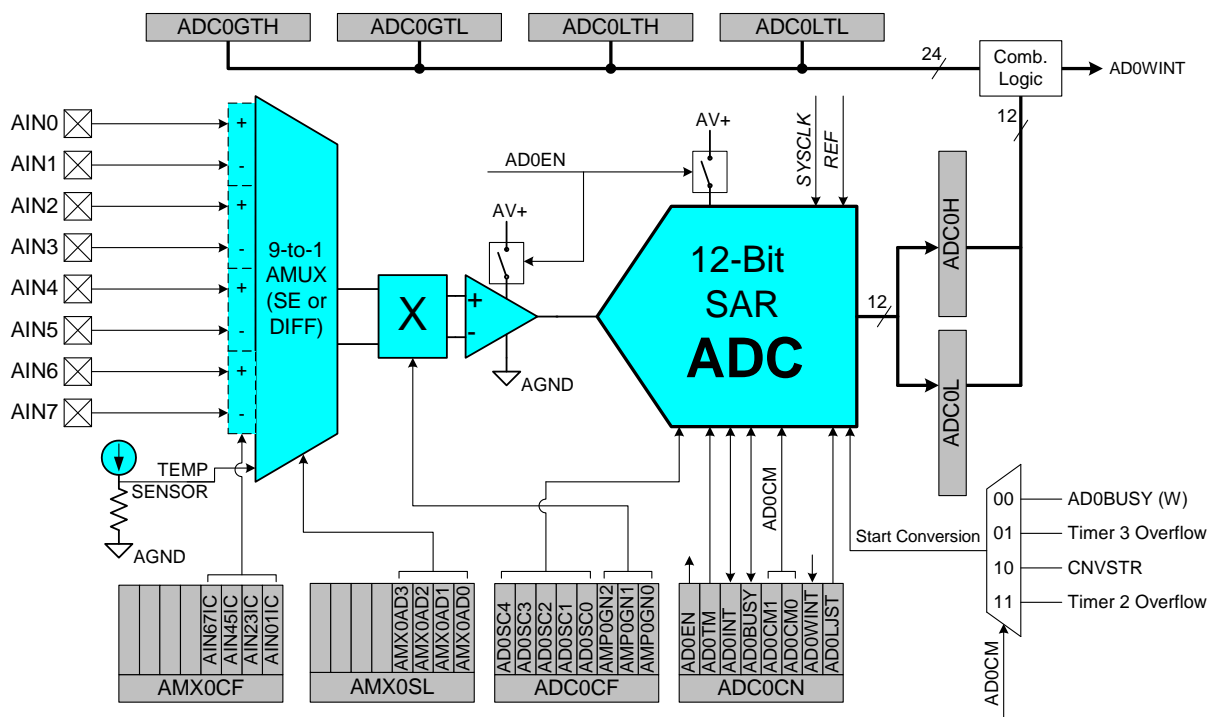 ADC0GTH
ADC0GTL
ADC0LTH
ADC0LTL
24
Comb.
Logic
AD0WINT
12
AIN0
AIN1
AIN2
AIN3
AIN4
AIN5
AIN6
AIN7
+
-
+
-
+
-
+
-
9-to-1
AMUX
(SE or
DIFF)
X
+
-
AV+
AGND
AD0EN
AV+
SYSCLK
REF
12-Bit
SAR
ADC
12
ADC0H
ADC0L
TEMP
SENSOR
AGND
AD0CM
Start Conversion
00
01
10
11
AD0BUSY (W)
Timer 3 Overflow
CNVSTR
Timer 2 Overflow
AD0CM
AIN67IC
AIN45IC
AIN23IC
AIN01IC
AMX0CF
AMX0AD3
AMX0AD2
AMX0AD1
AMX0AD0
AMX0SL
AD0SC4
AD0SC3
AD0SC2
AD0SC1
AD0SC0
AMP0GN2
AMP0GN1
AMP0GN0
ADC0CF
AD0EN
AD0TM
AD0INT
AD0BUSY
AD0CM1
AD0CM0
AD0WINT
AD0LJST
ADC0CN